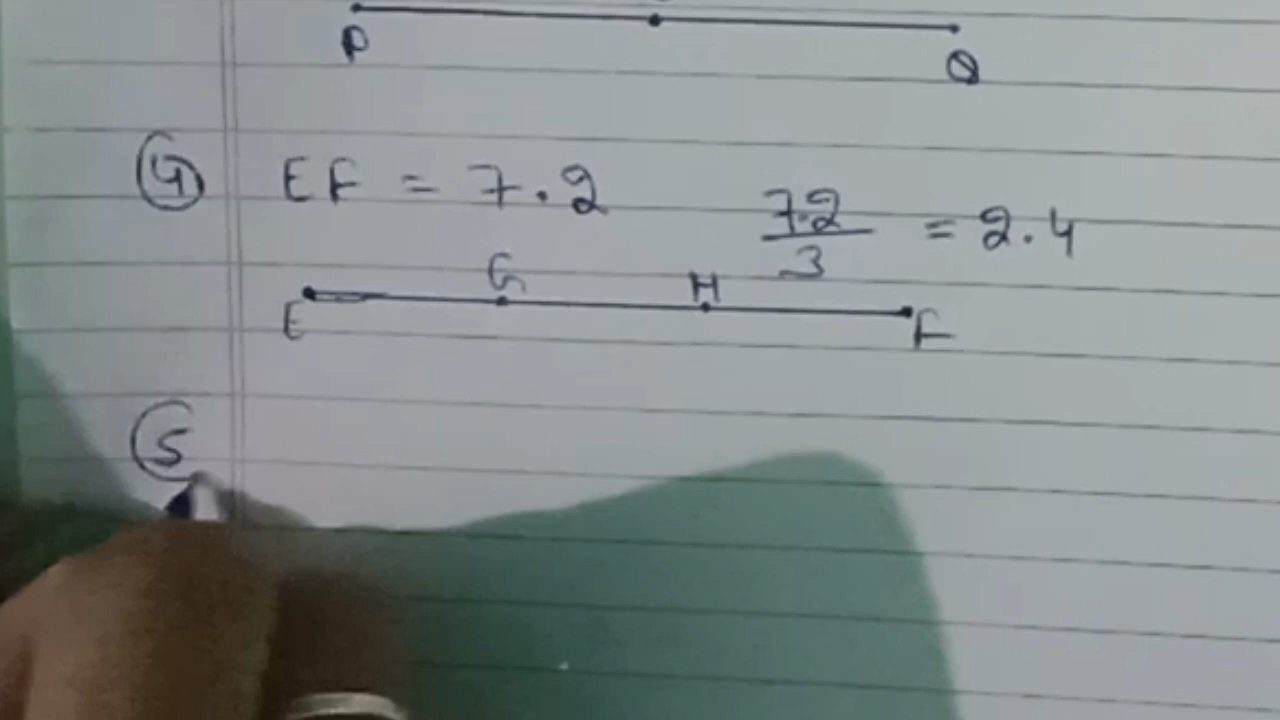 P Q
④ EF = 7.2 7.2/3 = 2.4
G H
E F
⑤